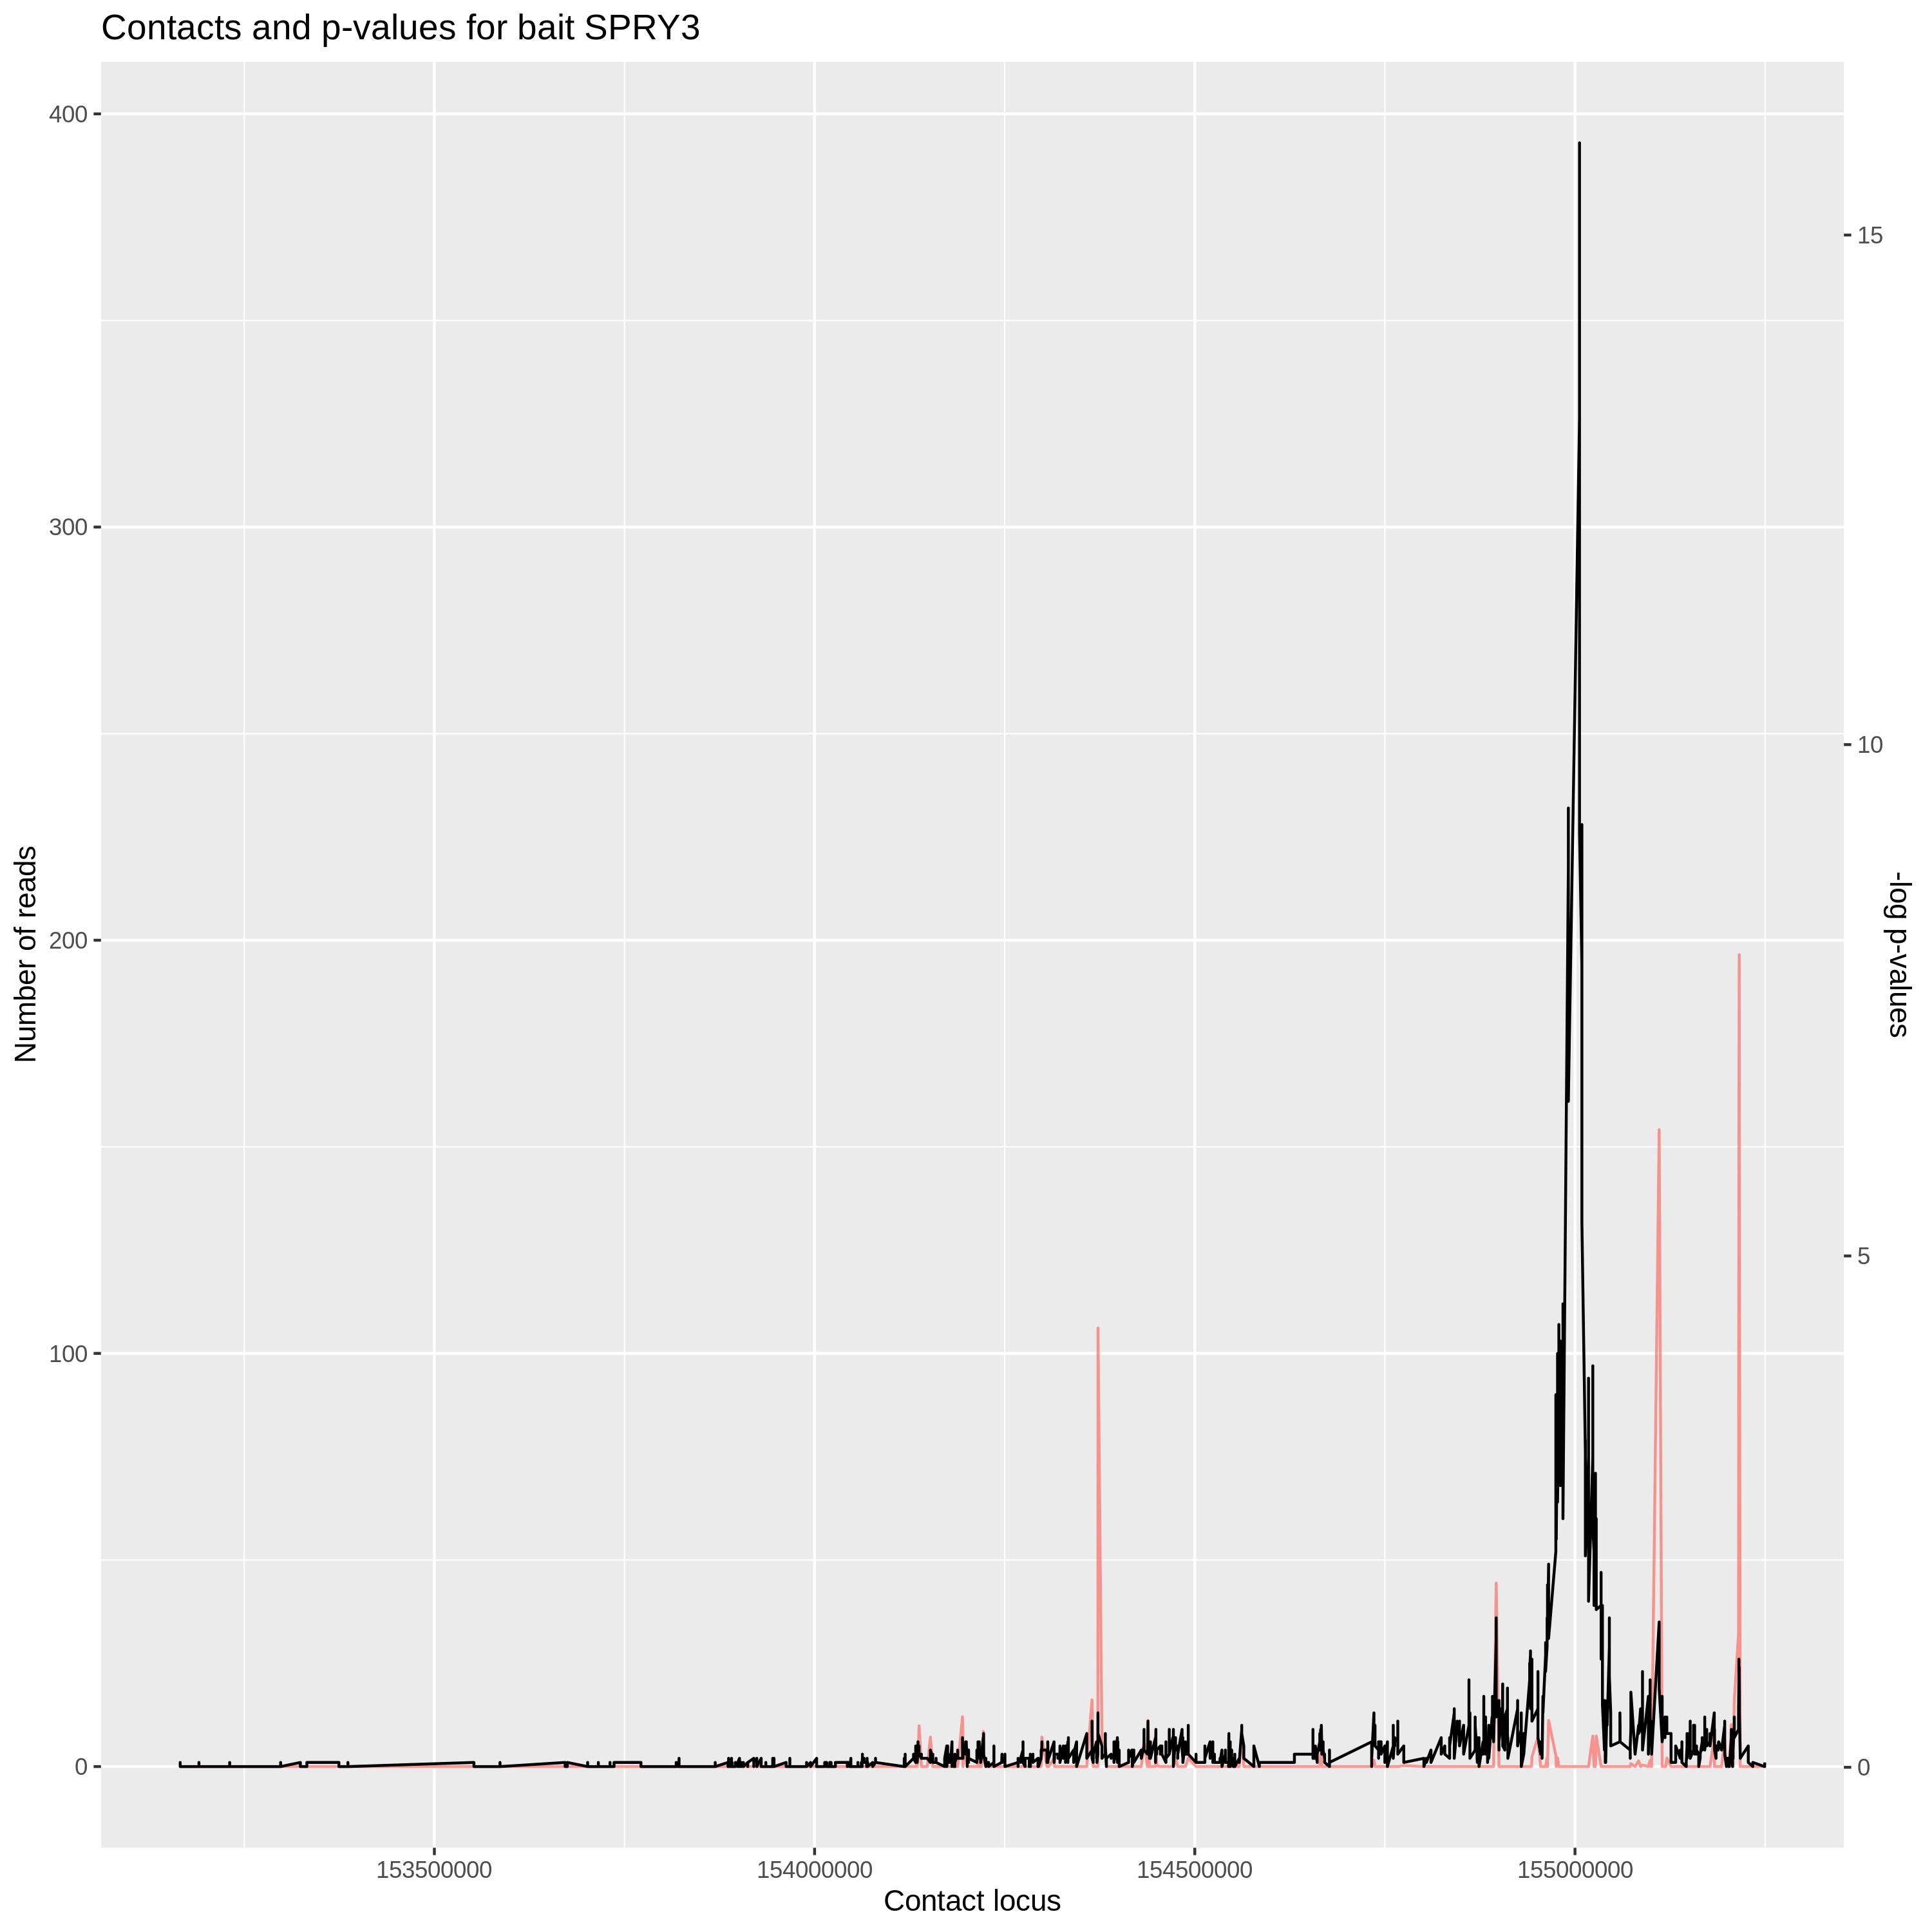 Contacts and p-values for bait SPRY3
400
300
200
100
0
15
10
5
0
Number of reads
-log p-values
153500000 154000000 154500000 155000000
Contact locus